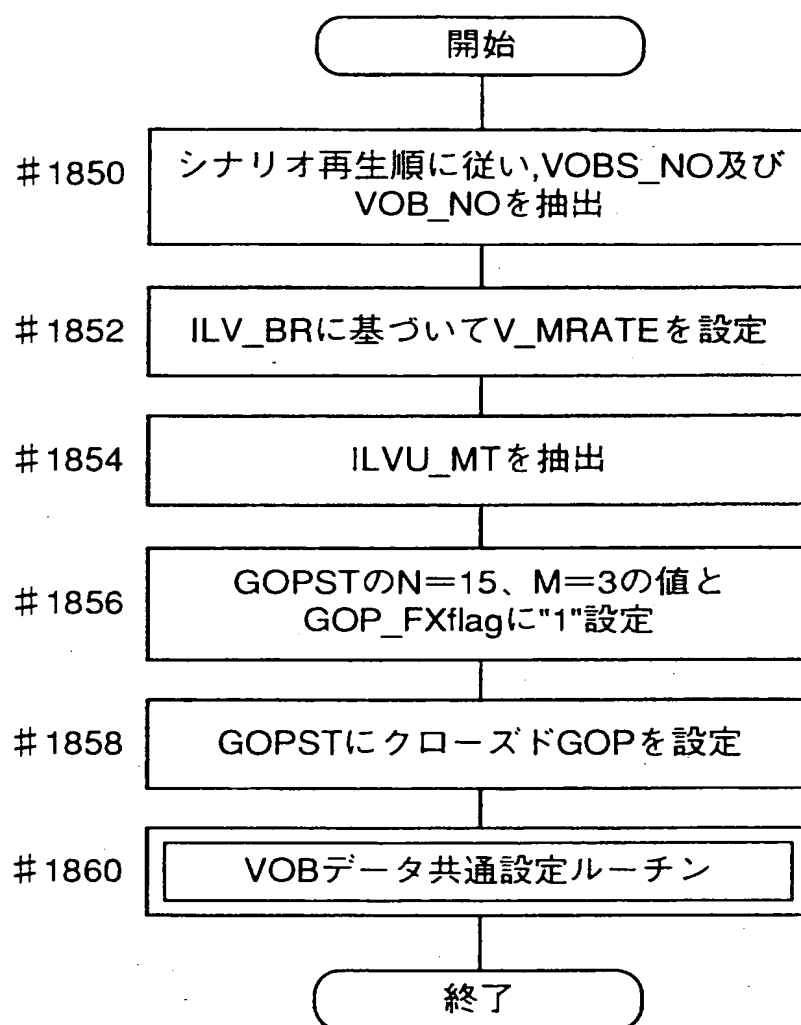 開始
#1850
シナリオ再生順に従い,VOBS_NO及び
VOB_NOを抽出
#1852
ILV_BRに基づいてV_MRATEを設定
#1854
ILVU_MTを抽出
#1856
GOPSTのN=15、M=3の値と
GOP_FXflagに"1"設定
#1858
GOPSTにクローズドGOPを設定
#1860
VOBデータ共通設定ルーチン
終了